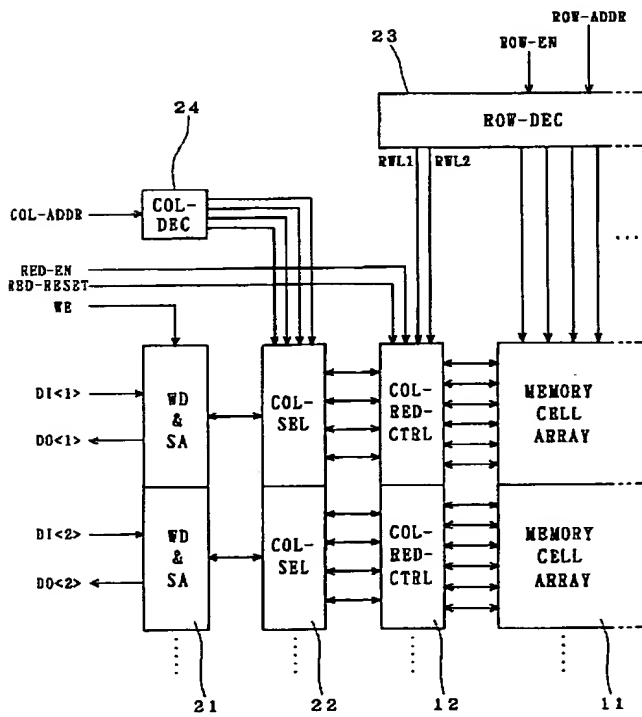 ROW-ADDR
ROW-EN
23
24
ROW-DEC
RWL1
RWL2
COL-ADDR
COL-
DEC
...
RED-EN
RED-RESET
WE
DI<1>
DO<1>
WD
&
SA
COL-
SEL
COL-
RED-
CTRL
MEMORY
CELL
ARRAY
DI<2>
DO<2>
WD
&
SA
COL-
SEL
COL-
RED-
CTRL
MEMORY
CELL
ARRAY
21
22
12
11